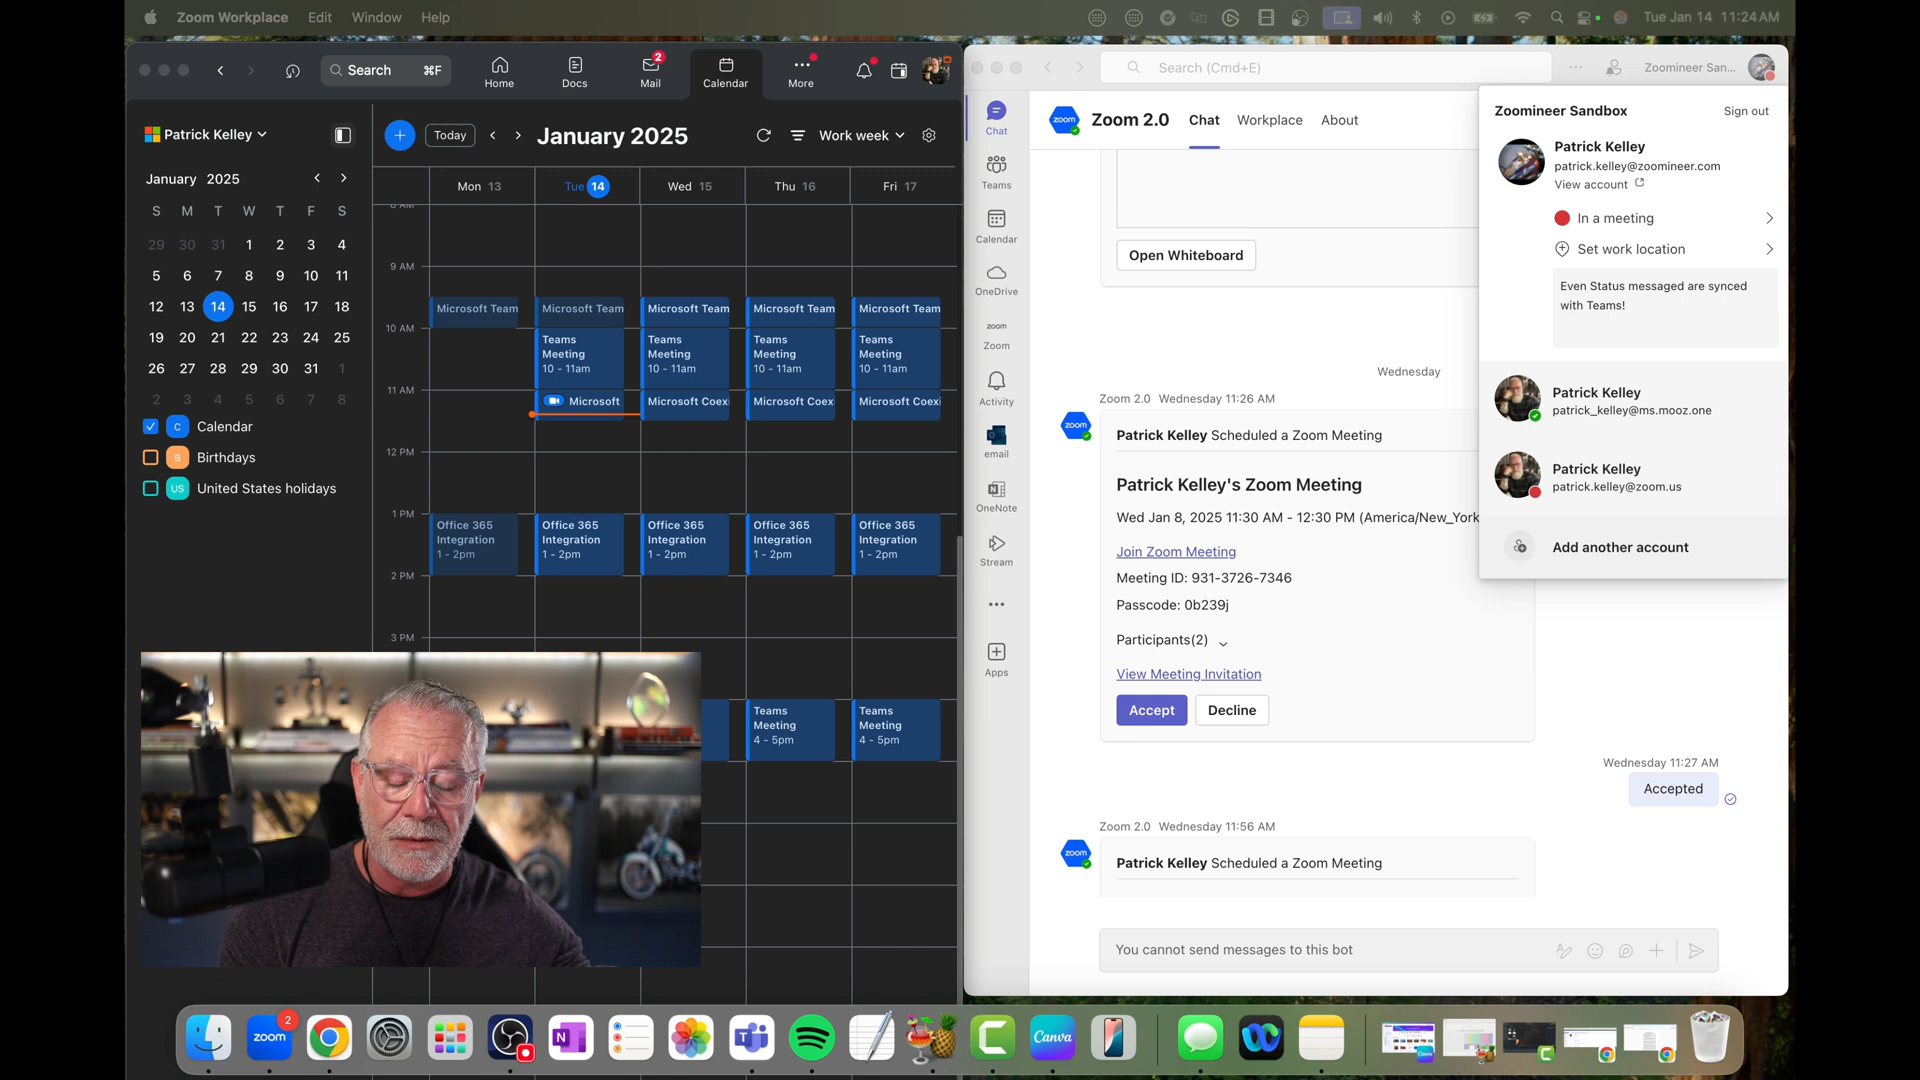 Zoom Workplace Edit Window Help
Tue Jan 14 11:24 AM
Search ⌘F
Home
Docs
2
Mail
Calendar
More
Patrick Kelley
Today
January 2025
Work week
January 2025
S M T W T F S
29 30 31 1 2 3 4
5 6 7 8 9 10 11
12 13 14 15 16 17 18
19 20 21 22 23 24 25
26 27 28 29 30 31 1
2 3 4 5 6 7 8
C Calendar
B Birthdays
US United States holidays
Mon 13
Tue 14
Wed 15
Thu 16
Fri 17
8 AM
9 AM
10 AM
11 AM
12 PM
1 PM
2 PM
3 PM
Microsoft Team
Microsoft Team
Microsoft Team
Microsoft Team
Microsoft Team
Teams
Meeting
10 - 11am
Teams
Meeting
10 - 11am
Teams
Meeting
10 - 11am
Teams
Meeting
10 - 11am
Microsoft
Microsoft Coexi
Microsoft Coexi
Microsoft Coexi
Office 365
Integration
1 - 2pm
Office 365
Integration
1 - 2pm
Office 365
Integration
1 - 2pm
Office 365
Integration
1 - 2pm
Office 365
Integration
1 - 2pm
Teams
Meeting
4 - 5pm
Teams
Meeting
4 - 5pm
Search (Cmd+E)
Zoomineer San...
Chat
Teams
Calendar
OneDrive
zoom
Zoom
Activity
email
OneNote
Stream
Apps
zoom
Zoom 2.0 Chat Workplace About
Open Whiteboard
Wednesday
Zoom 2.0 Wednesday 11:26 AM
zoom
Patrick Kelley Scheduled a Zoom Meeting
Patrick Kelley's Zoom Meeting
Wed Jan 8, 2025 11:30 AM - 12:30 PM (America/New_York
Join Zoom Meeting
Meeting ID: 931-3726-7346
Passcode: 0b239j
Participants(2)
View Meeting Invitation
Accept
Decline
Wednesday 11:27 AM
Accepted
Zoom 2.0 Wednesday 11:56 AM
zoom
Patrick Kelley Scheduled a Zoom Meeting
You cannot send messages to this bot
Zoomineer Sandbox
Sign out
Patrick Kelley
patrick.kelley@zoomineer.com
View account
In a meeting
Set work location
Even Status messaged are synced
with Teams!
Patrick Kelley
patrick_kelley@ms.mooz.one
Patrick Kelley
patrick.kelley@zoom.us
Add another account
zoom
2
Canva